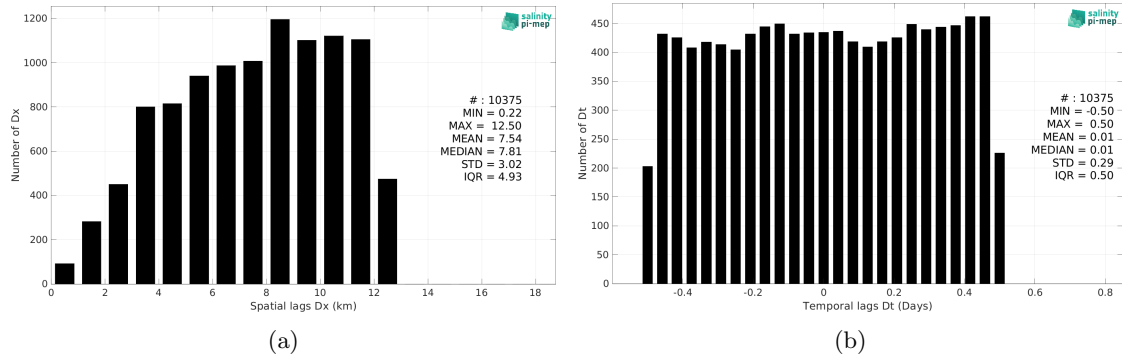 1200
1000
800
600
400
200
0
Number of Dx
0 2 4 6 8 10 12 14 16 18
Spatial lags Dx (km)
salinity
pi-mep
# : 10375
MIN = 0.22
MAX = 12.50
MEAN = 7.54
MEDIAN = 7.81
STD = 3.02
IQR = 4.93
(a)
450
400
350
300
250
200
150
100
50
0
Number of Dt
-0.4 -0.2 0 0.2 0.4 0.6 0.8
Temporal lags Dt (Days)
salinity
pi-mep
# : 10375
MIN = -0.50
MAX = 0.50
MEAN = 0.01
MEDIAN = 0.01
STD = 0.29
IQR = 0.50
(b)